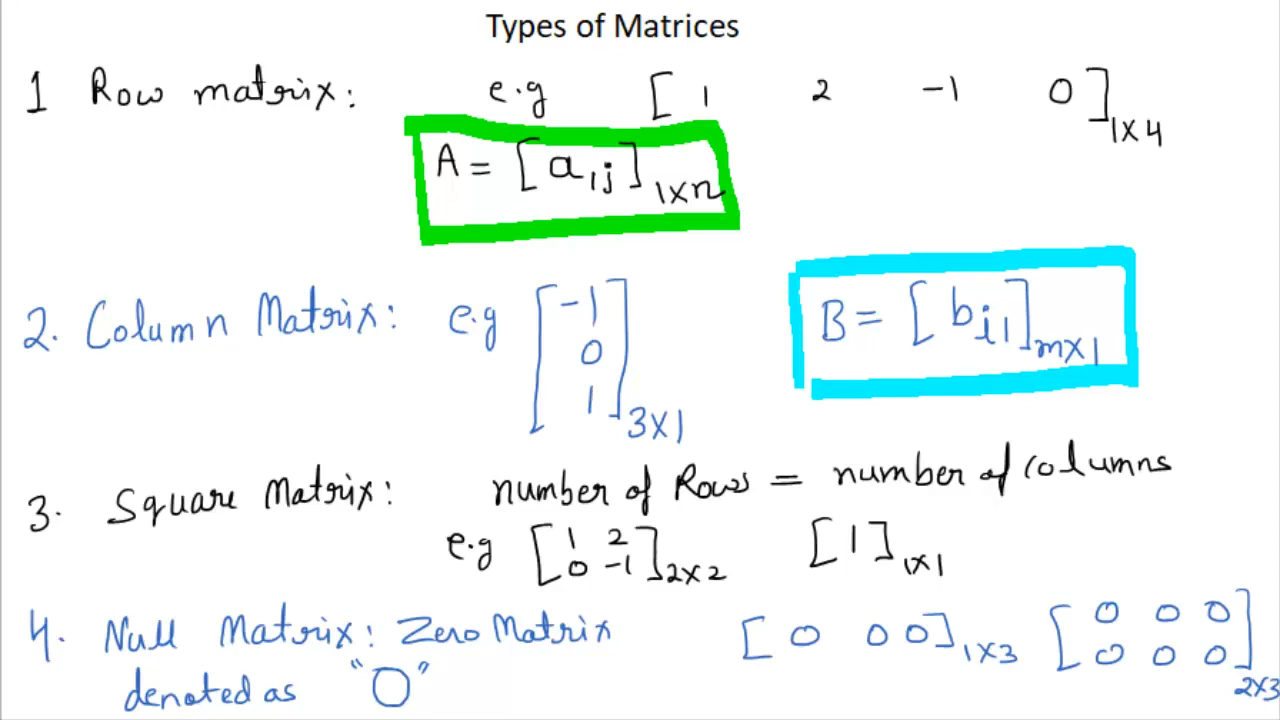 Types of Matrices
1 Row matrix: e.g [ 1 2 -1 0 ]1x4
A = [ a1j ]1xn
2. Column Matrix: e.g [ -1
0
1 ]3x1
B = [ bi1 ]mx1
3. Square Matrix: number of Rows = number of columns
e.g [ 1 2
0 -1 ]2x2 [ 1 ]1x1
4. Null Matrix: Zero Matrix [ 0 0 0 ]1x3 [ 0 0 0
0 0 0 ]2x3
denoted as "O"